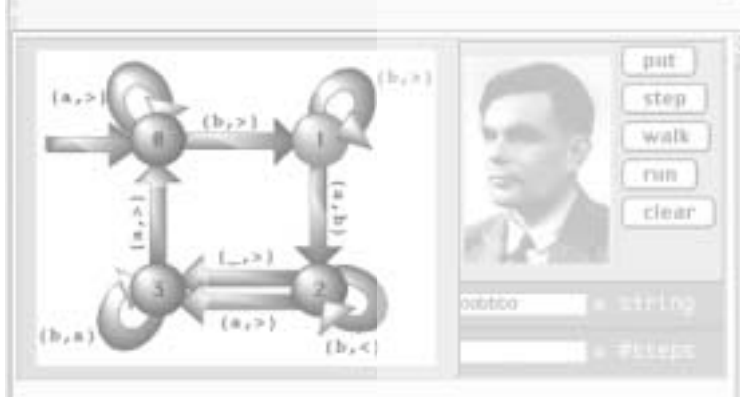 put
step
walk
run
clear
(a,>)
(b,>)
(b,>)
0
1
(a,>)
(a,b)
(_,>)
3
2
(a,>)
(b,a)
(b,<)
= string
= #steps